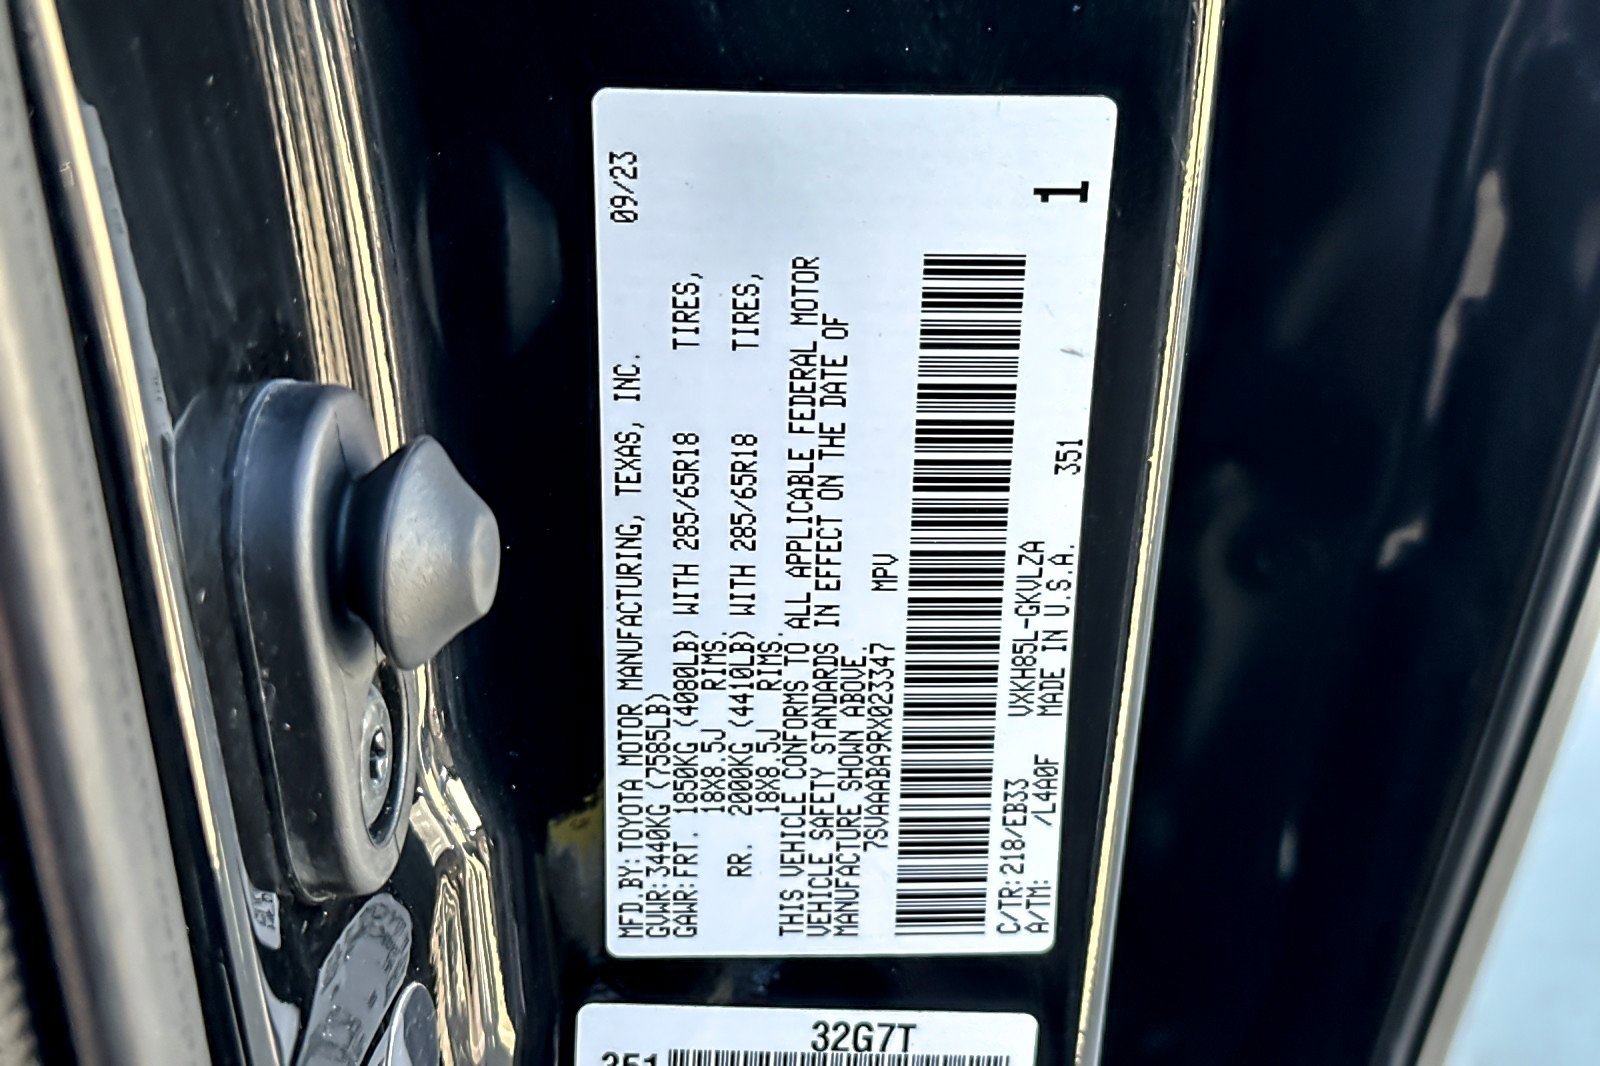 09/23
MFD.BY:TOYOTA MOTOR MANUFACTURING, TEXAS, INC.
GVWR:3440KG (7585LB)
GAWR:FRT. 1850KG (4080LB) WITH 285/65R18 TIRES,
18X8.5J RIMS,
RR. 2000KG (4410LB) WITH 285/65R18 TIRES,
18X8.5J RIMS.
THIS VEHICLE CONFORMS TO ALL APPLICABLE FEDERAL MOTOR
VEHICLE SAFETY STANDARDS IN EFFECT ON THE DATE OF
MANUFACTURE SHOWN ABOVE.
7SVAAABA9RX023347 MPV
1
C/TR:218/EB33 VXKH85L-GKVLZA
A/TM: /L4A0F MADE IN U.S.A. 351
32G7T
351